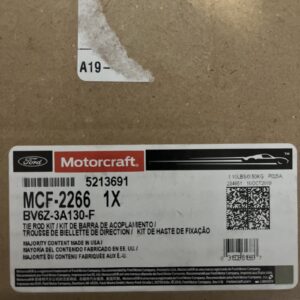 A19-
Ford
Motorcraft
5213691
MCF-2266 1X
BV6Z-3A130-F
TIE ROD KIT / KIT DE BARRA DE ACOPLAMIENTO /
TROUSSE DE BIELLETTE DE DIRECTION / KIT DE HASTE DE FIXAÇÃO
MAJORITY CONTENT MADE IN USA /
MAYORIA DEL CONTENIDO FABRICADO EN EE. UU. /
MAJORITÉ DU CONTENU FABRIQUÉE AUX É.-U.